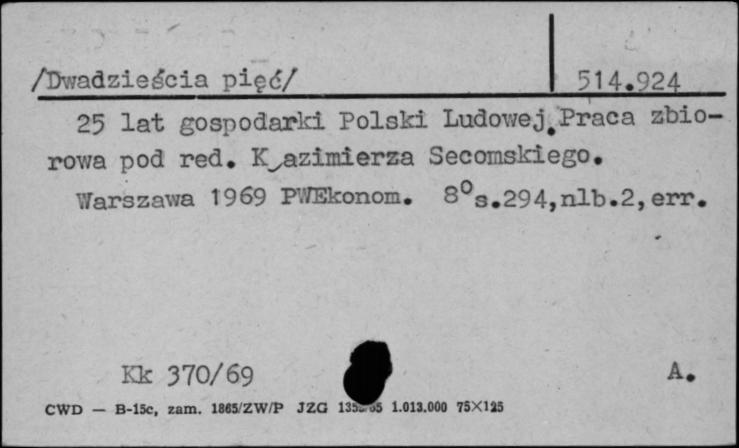 /Dwadzieścia pięć/ 514.924
25 lat gospodarki Polski Ludowej.Praca zbio-
rowa pod red. Kazimierza Secomskiego.
Warszawa 1969 PWEkonom. 8⁰s.294,nlb.2,err.
Kk 370/69 A.
CWD — B-15c, zam. 1865/ZW/P JZG 1.013.000 75×125